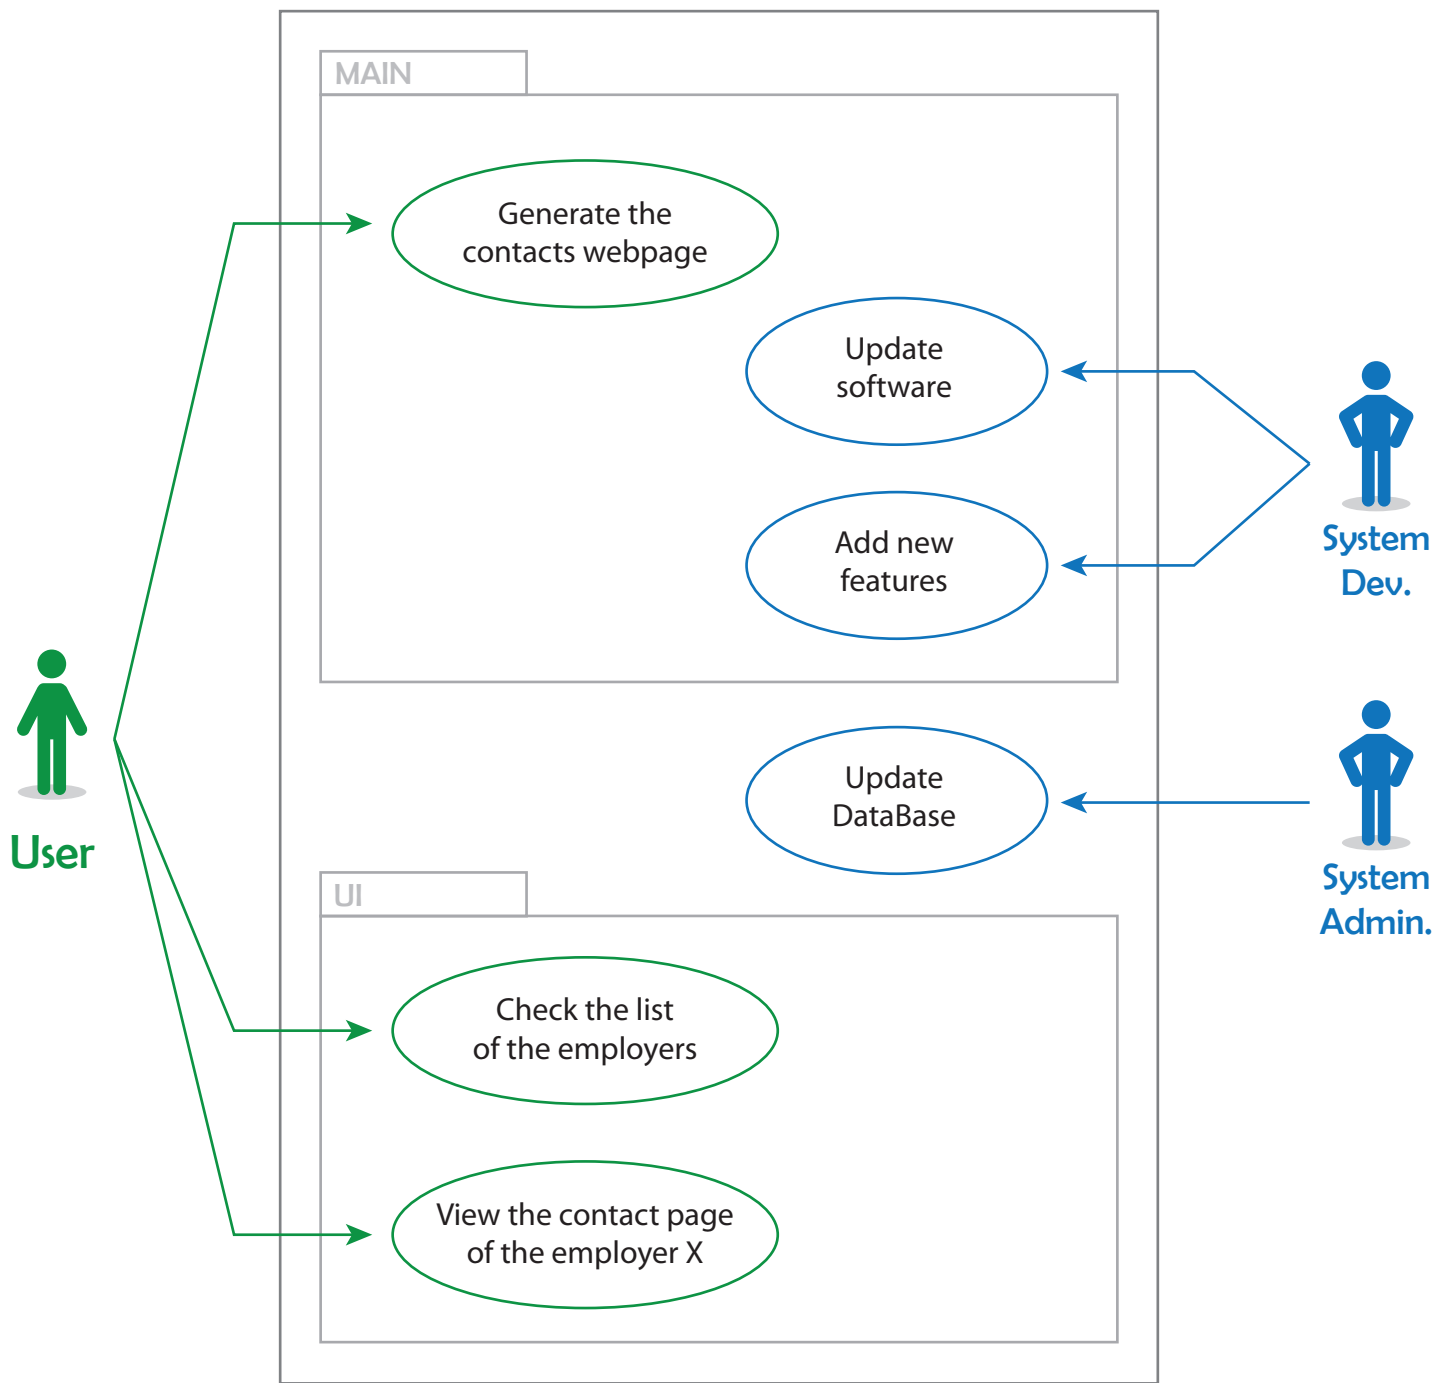 MAIN
Generate the
contacts webpage
Update
software
Add new
features
System
Dev.
User
Update
DataBase
System
Admin.
UI
Check the list
of the employers
View the contact page
of the employer X